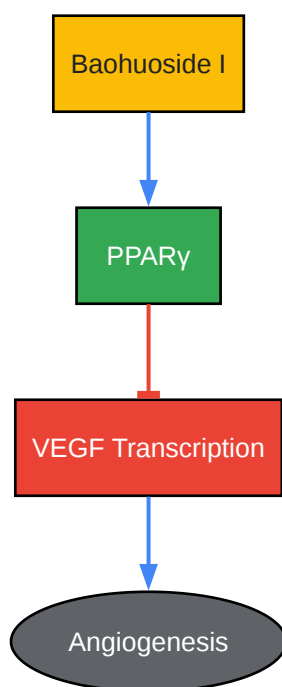 Baohuoside I
PPARγ
VEGF Transcription
Angiogenesis